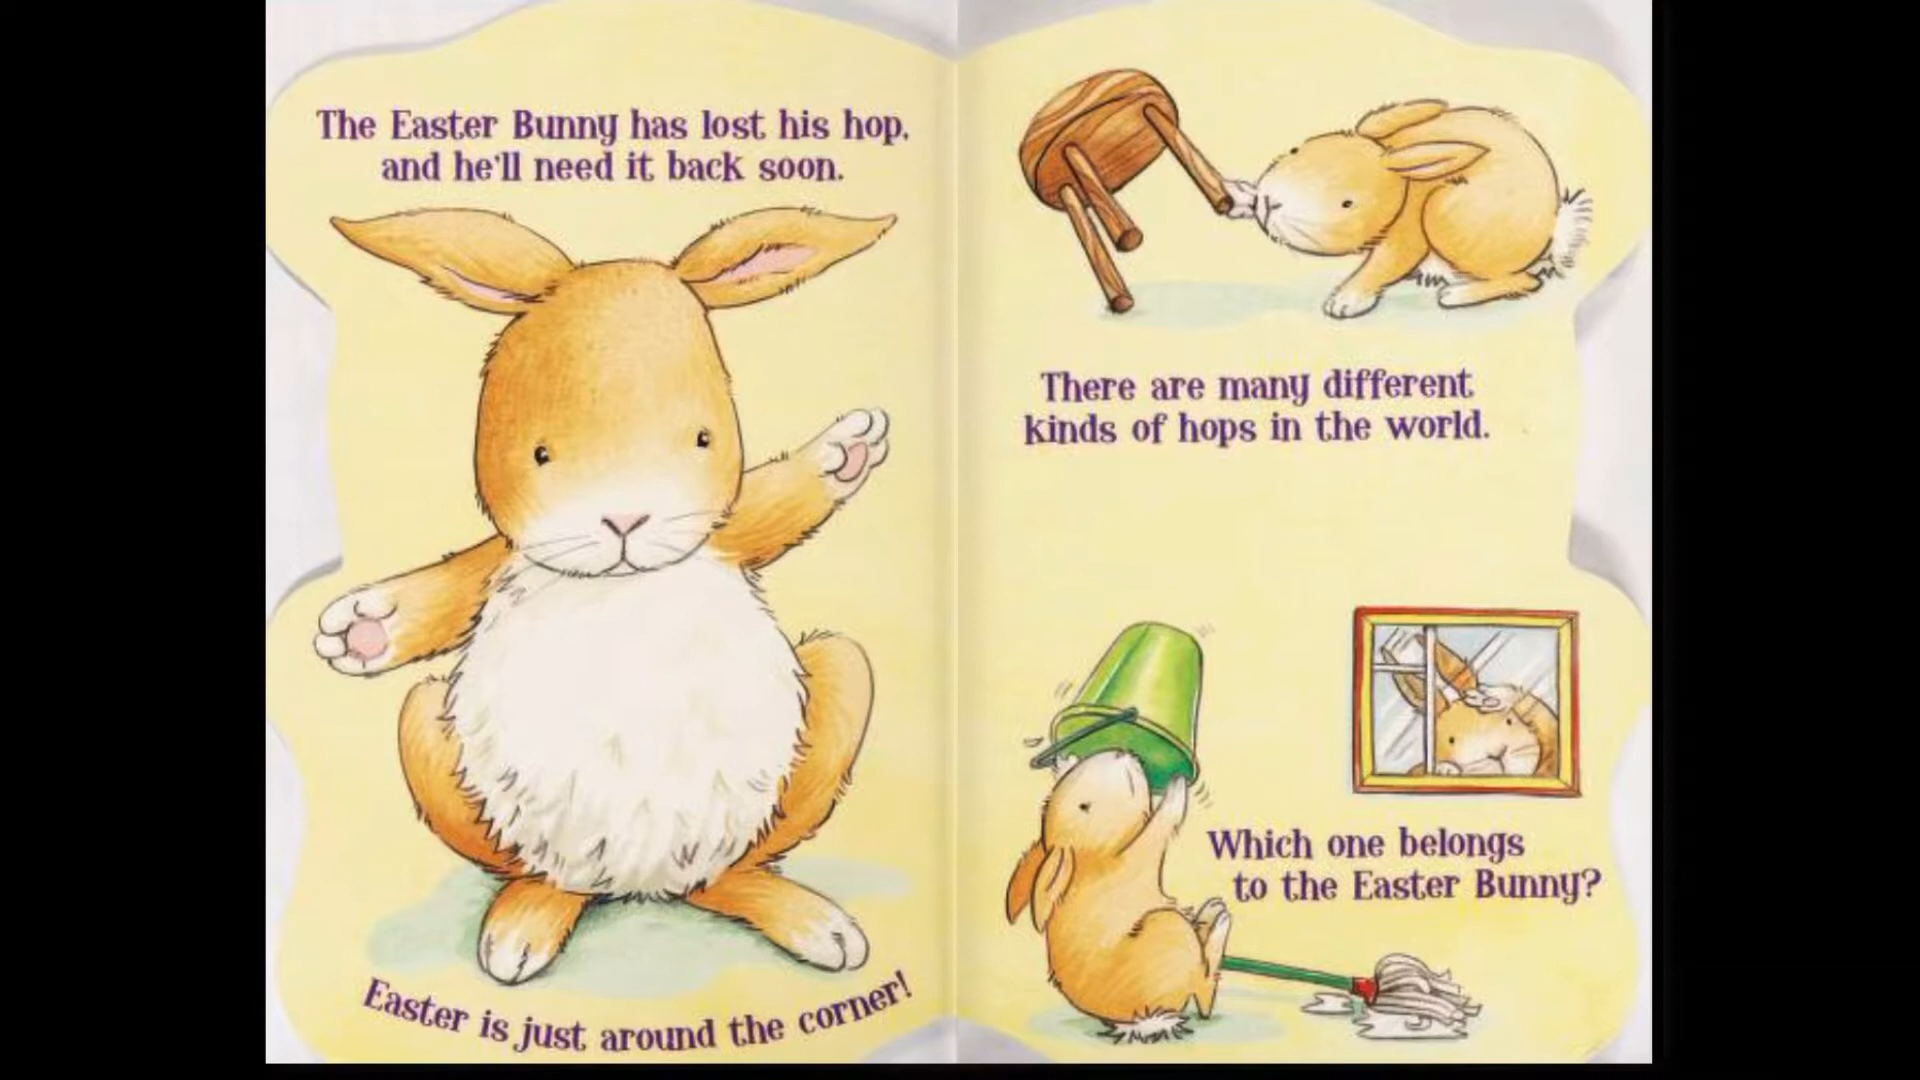 The Easter Bunny has lost his hop,
and he'll need it back soon.
Easter is just around the corner!
There are many different
kinds of hops in the world.
Which one belongs
to the Easter Bunny?